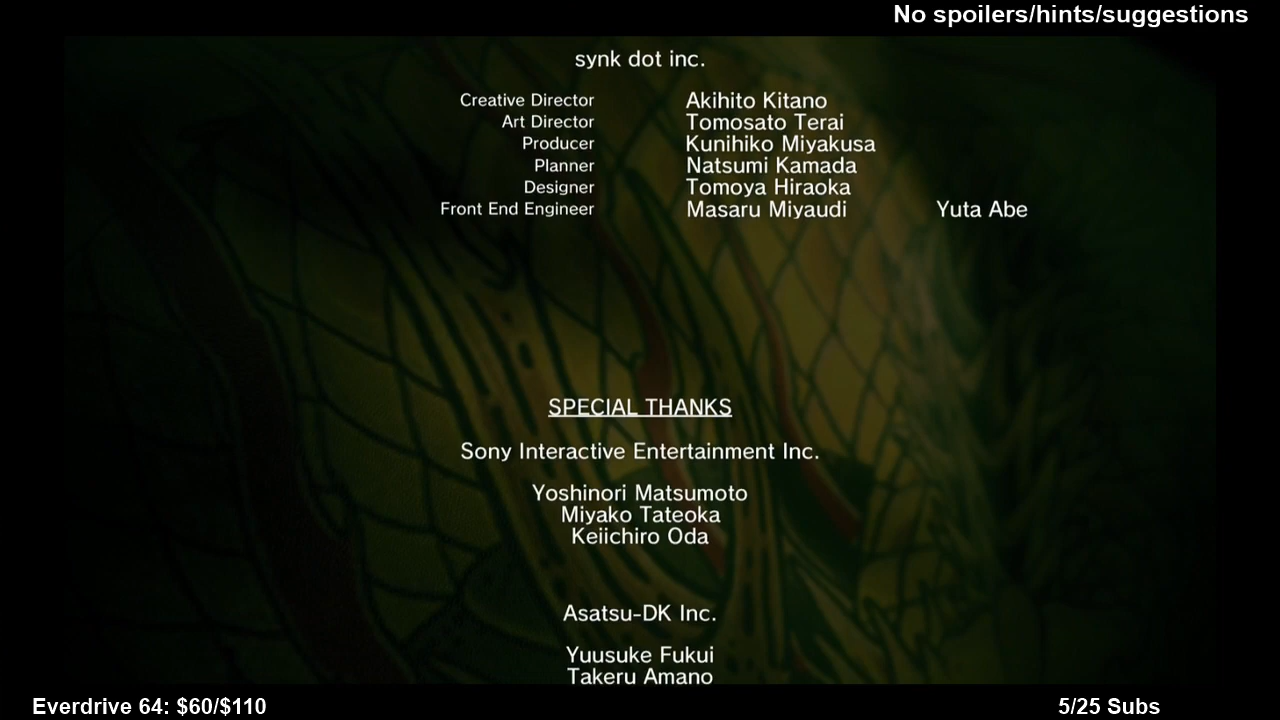 No spoilers/hints/suggestions
synk dot inc.
Creative Director Akihito Kitano
Art Director Tomosato Terai
Producer Kunihiko Miyakusa
Planner Natsumi Kamada
Designer Tomoya Hiraoka
Front End Engineer Masaru Miyaudi Yuta Abe
SPECIAL THANKS
Sony Interactive Entertainment Inc.
Yoshinori Matsumoto
Miyako Tateoka
Keiichiro Oda
Asatsu-DK Inc.
Yuusuke Fukui
Takeru Amano
Everdrive 64: $60/$110 5/25 Subs